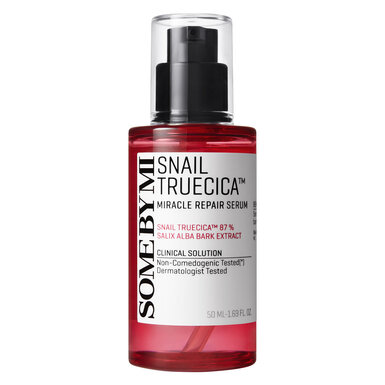 SOME BY MI
SNAIL
TRUECICA™
MIRACLE REPAIR SERUM
SNAIL TRUECICA™ 87 %
SALIX ALBA BARK EXTRACT
CLINICAL SOLUTION
Non-Comedogenic Tested(*)
Dermatologist Tested
50 ML-1.69 FL.OZ.